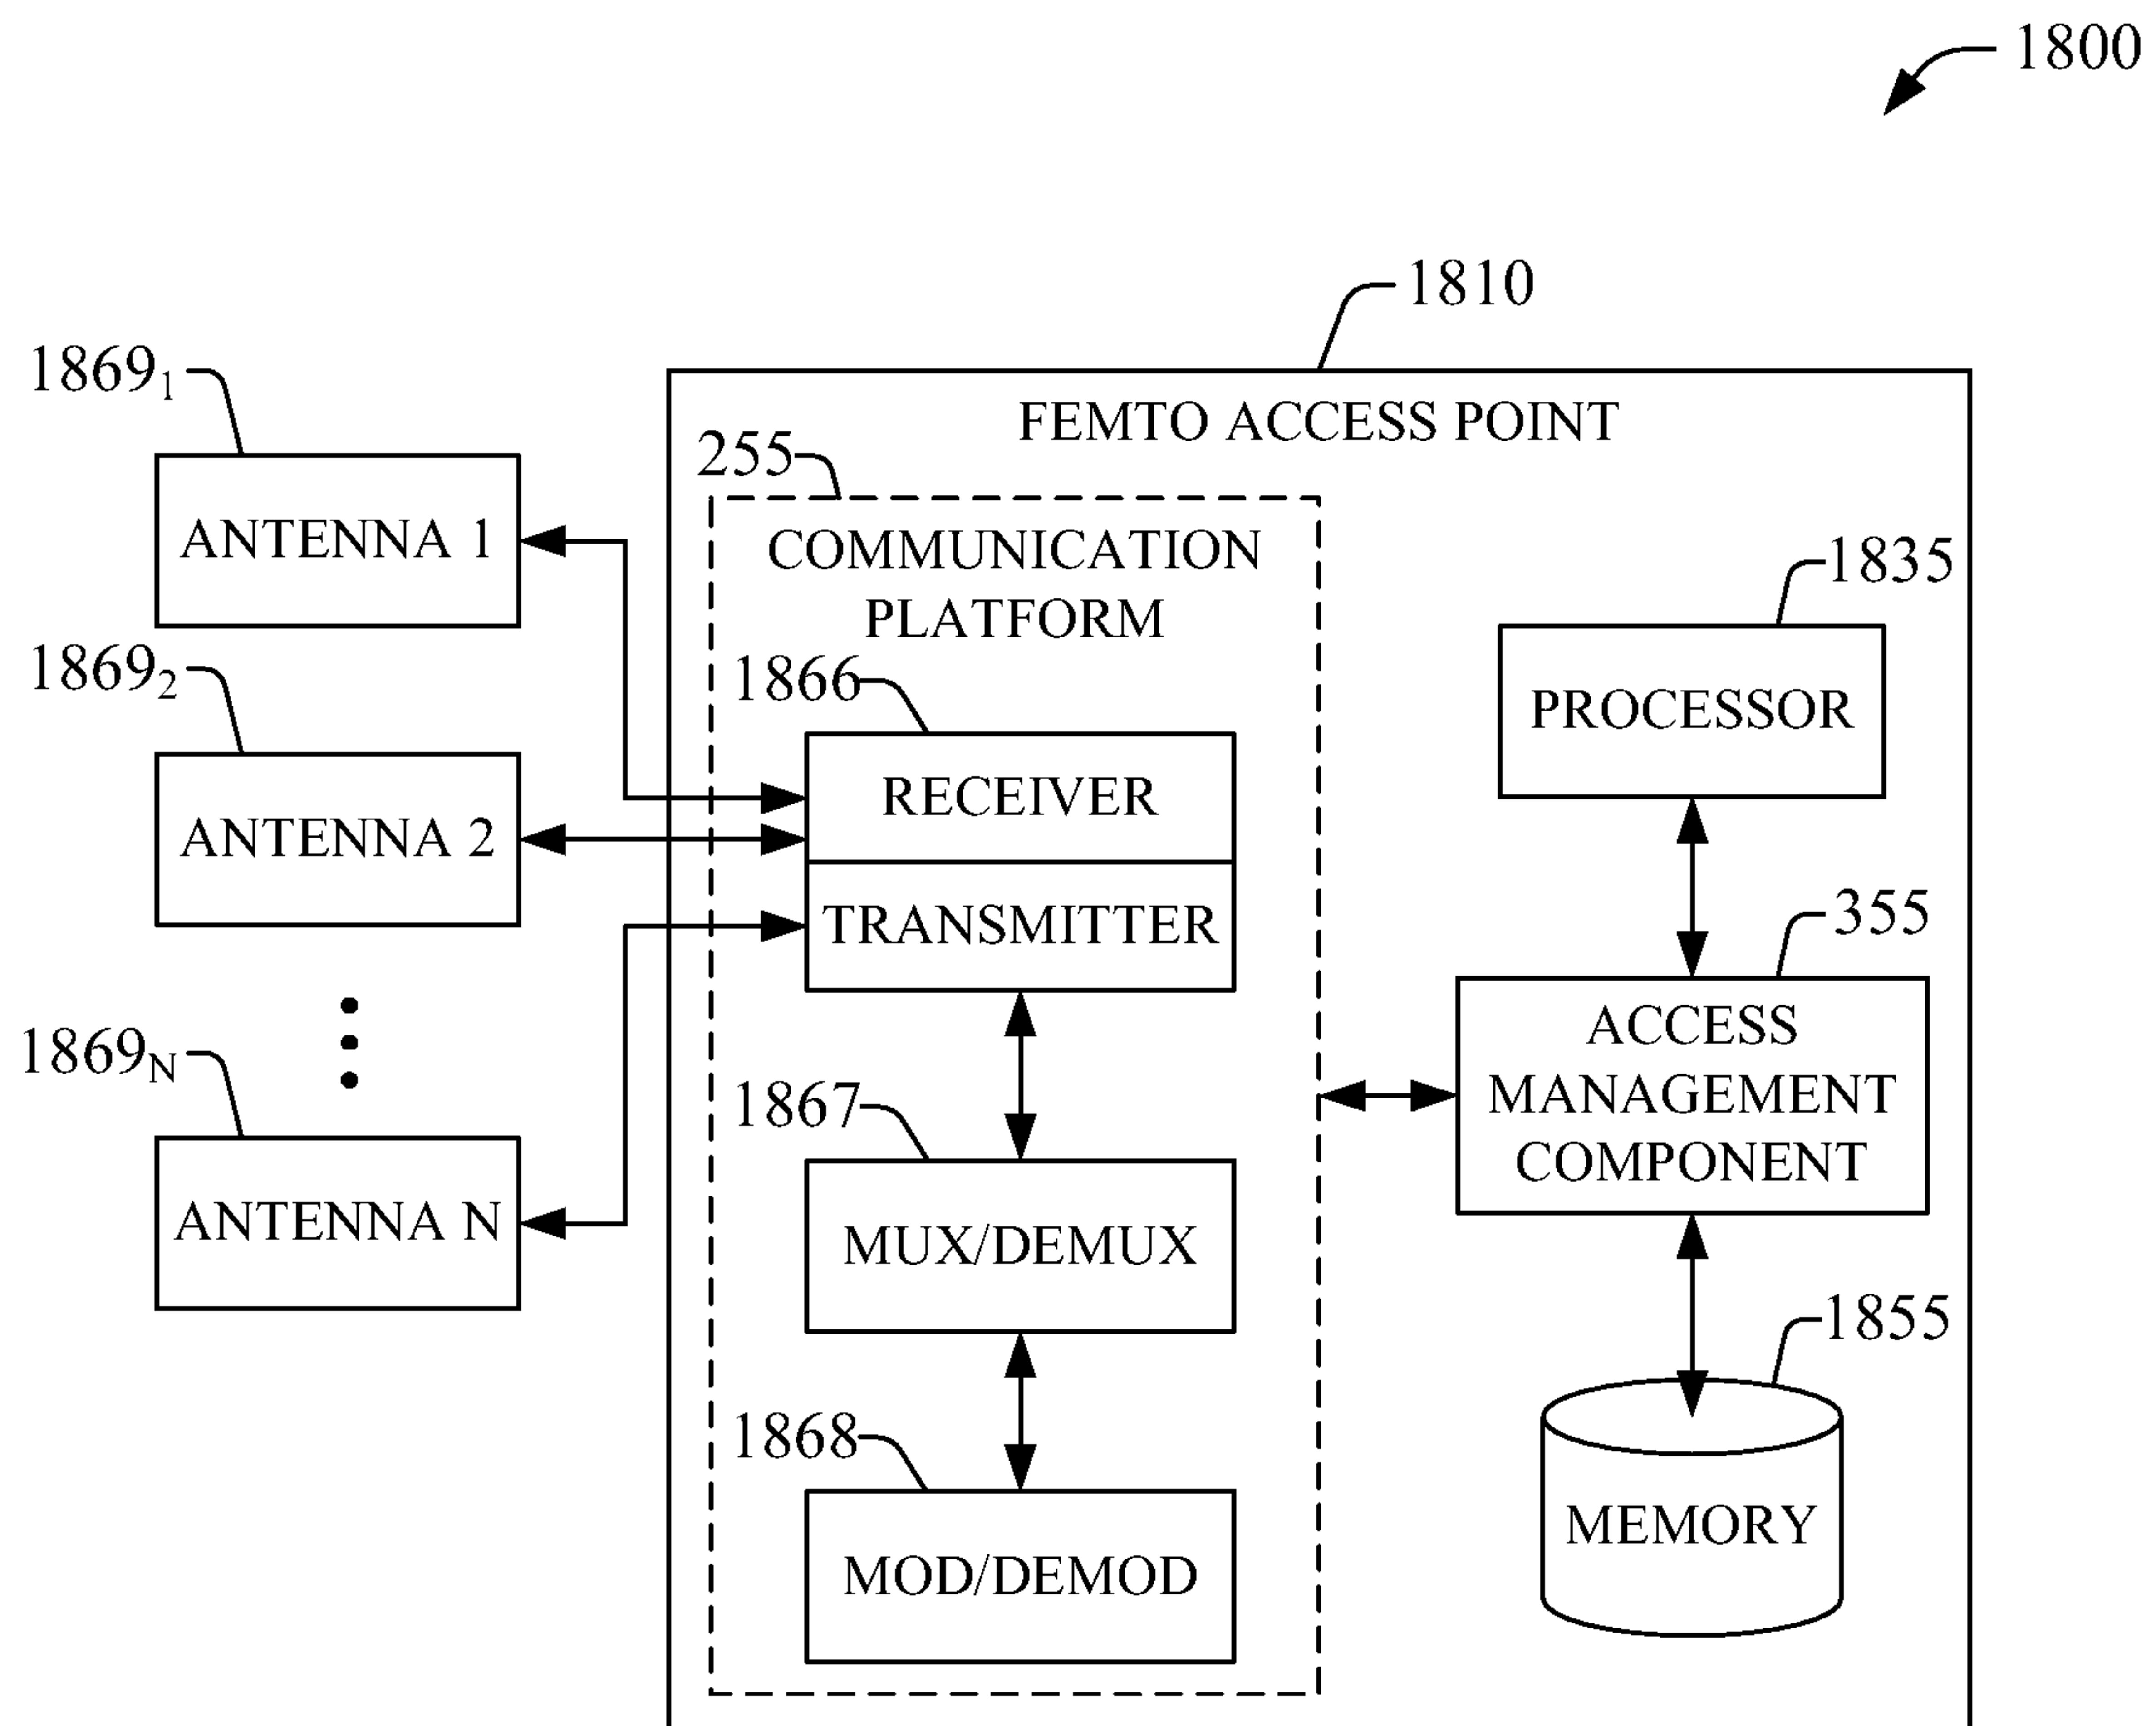 1800
1810
1869₁
FEMTO ACCESS POINT
255
ANTENNA 1
COMMUNICATION
PLATFORM
1835
1869₂
1866
PROCESSOR
RECEIVER
ANTENNA 2
TRANSMITTER
355
ACCESS
MANAGEMENT
COMPONENT
1869N
1867
ANTENNA N
MUX/DEMUX
1855
1868
MEMORY
MOD/DEMOD